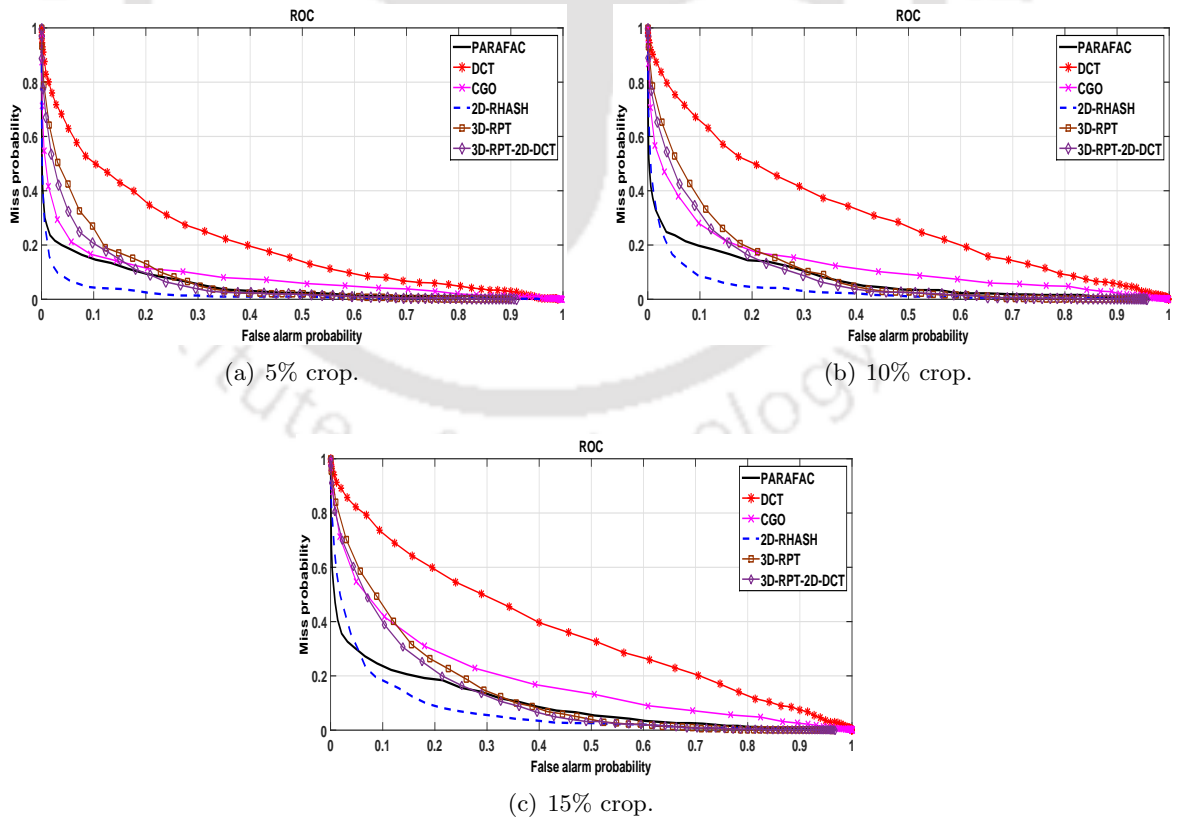 ROC
Miss probability
1
0.8
0.6
0.4
0.2
0
0 0.1 0.2 0.3 0.4 0.5 0.6 0.7 0.8 0.9 1
False alarm probability
PARAFAC
DCT
CGO
2D-RHASH
3D-RPT
3D-RPT-2D-DCT
(a) 5% crop.
ROC
Miss probability
1
0.8
0.6
0.4
0.2
0
0 0.1 0.2 0.3 0.4 0.5 0.6 0.7 0.8 0.9 1
False alarm probability
PARAFAC
DCT
CGO
2D-RHASH
3D-RPT
3D-RPT-2D-DCT
(b) 10% crop.
ROC
Miss probability
1
0.8
0.6
0.4
0.2
0
0 0.1 0.2 0.3 0.4 0.5 0.6 0.7 0.8 0.9 1
False alarm probability
PARAFAC
DCT
CGO
2D-RHASH
3D-RPT
3D-RPT-2D-DCT
(c) 15% crop.